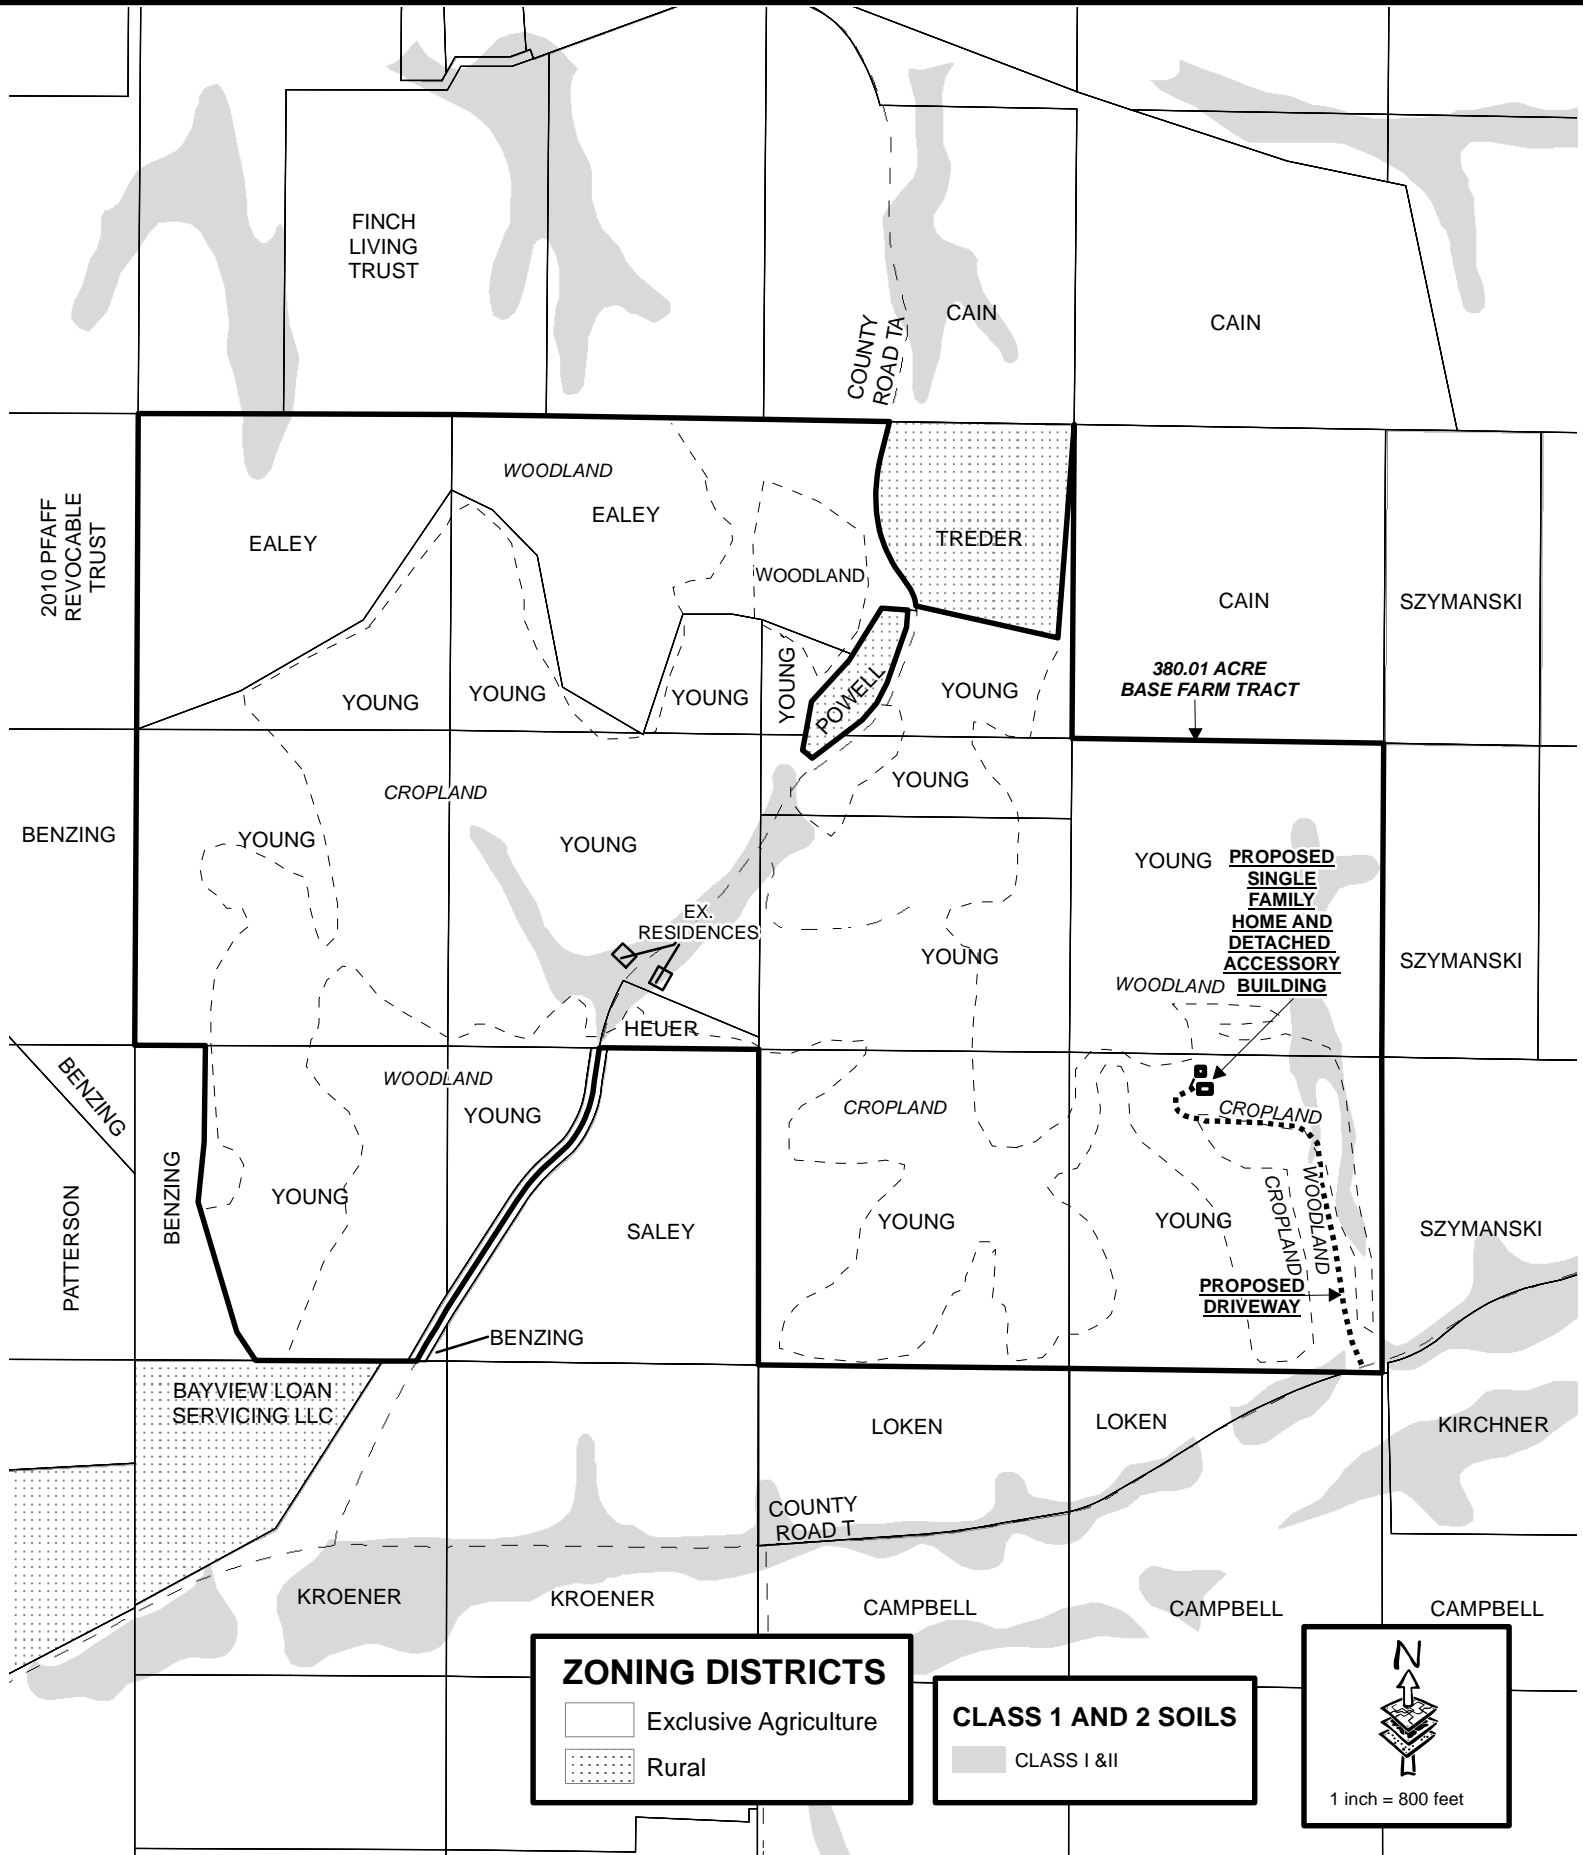 FINCH
LIVING
TRUST
CAIN
CAIN
COUNTY
ROAD TA
2010 PFAFF
REVOCABLE
TRUST
WOODLAND
EALEY
EALEY
WOODLAND
TREDER
CAIN
SZYMANSKI
380.01 ACRE
BASE FARM TRACT
YOUNG
YOUNG
YOUNG
YOUNG
POWELL
YOUNG
BENZING
CROPLAND
YOUNG
YOUNG
YOUNG
YOUNG
PROPOSED
SINGLE
FAMILY
HOME AND
DETACHED
ACCESSORY
BUILDING
EX.
RESIDENCES
YOUNG
WOODLAND
SZYMANSKI
HEUER
BENZING
WOODLAND
YOUNG
CROPLAND
CROPLAND
PATTERSON
BENZING
YOUNG
SALEY
YOUNG
YOUNG
CROPLAND
WOODLAND
SZYMANSKI
PROPOSED
DRIVEWAY
BENZING
BAYVIEW LOAN
SERVICING LLC
LOKEN
LOKEN
KIRCHNER
COUNTY
ROAD T
KROENER
KROENER
CAMPBELL
CAMPBELL
CAMPBELL
ZONING DISTRICTS
Exclusive Agriculture
Rural
CLASS 1 AND 2 SOILS
CLASS I &II
N
1 inch = 800 feet